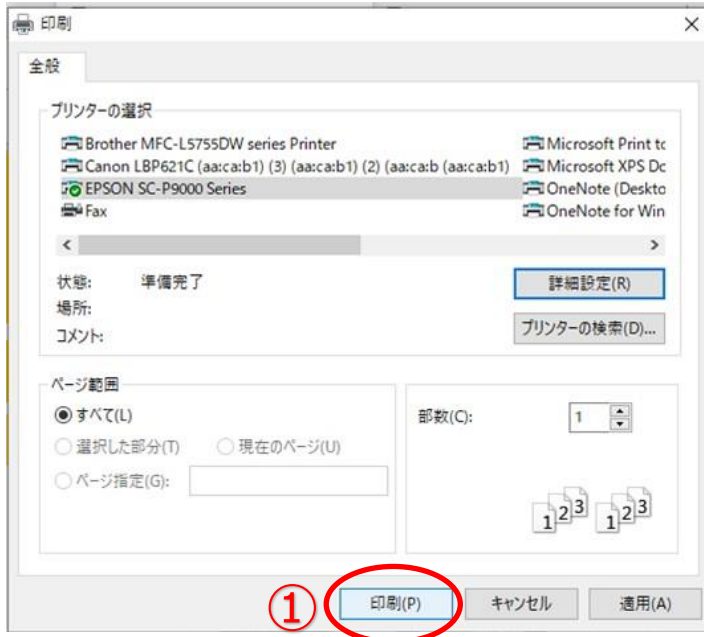 印刷
全般
プリンターの選択
Brother MFC-L5755DW series Printer
Microsoft Print tc
Canon LBP621C (aa:ca:b1) (3) (aa:ca:b1) (2) (aa:ca:b (aa:ca:b1)
Microsoft XPS Dc
EPSON SC-P9000 Series
OneNote (Deskto
Fax
OneNote for Win
状態: 準備完了
詳細設定(R)
場所:
プリンターの検索(D)...
コメント:
ページ範囲
すべて(L)
部数(C): 1
選択した部分(T) 現在のページ(U)
ページ指定(G):
1 2 3 1 2 3
① 印刷(P) キャンセル 適用(A)